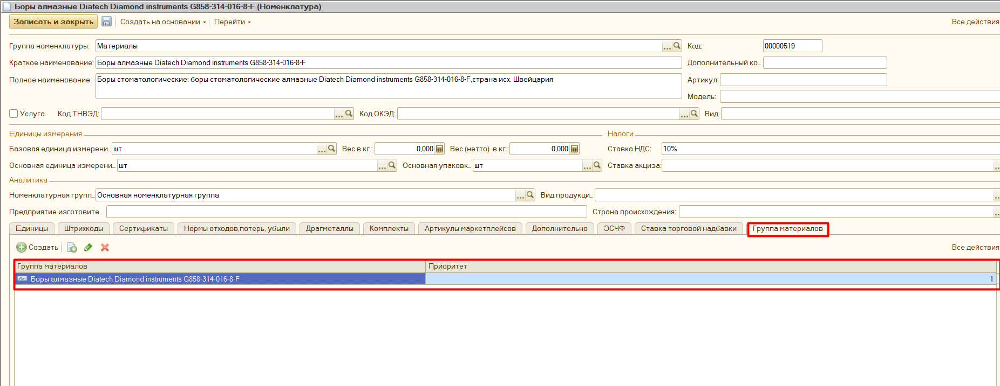 Боры алмазные Diatech Diamond instruments G858-314-016-8-F (Номенклатура)
Записать и закрыть Создать на основании Перейти Все действия
Группа номенклатуры: Материалы ... Код: 00000519
Краткое наименование: Боры алмазные Diatech Diamond instruments G858-314-016-8-F Дополнительный ко...
Полное наименование: Боры стоматологические: боры стоматологические алмазные Diatech Diamond instruments G858-314-016-8-F,страна исх. Швейцария Артикул:
Модель:
Услуга Код ТНВЭД: ... Код ОКЭД: ... Вид:
Единицы измерения Налоги
Базовая единица измерени... шт ... Вес в кг.: 0,000 Вес (нетто) в кг.: 0,000 Ставка НДС: 10%
Основная единица измерени... шт ... Основная упаковк... шт ... Ставка акциза: ...
Аналитика
Номенклатурная групп... Основная номенклатурная группа ... Вид продукци... ...
Предприятие изготовите... Страна происхождения: ...
Единицы Штрихкоды Сертификаты Нормы отходов,потерь, убыли Драгметаллы Комплекты Артикулы маркетплейсов Дополнительно ЭСЧФ Ставка торговой надбавки Группа материалов
Создать Все действия
Группа материалов Приоритет
Боры алмазные Diatech Diamond instruments G858-314-016-8-F 1